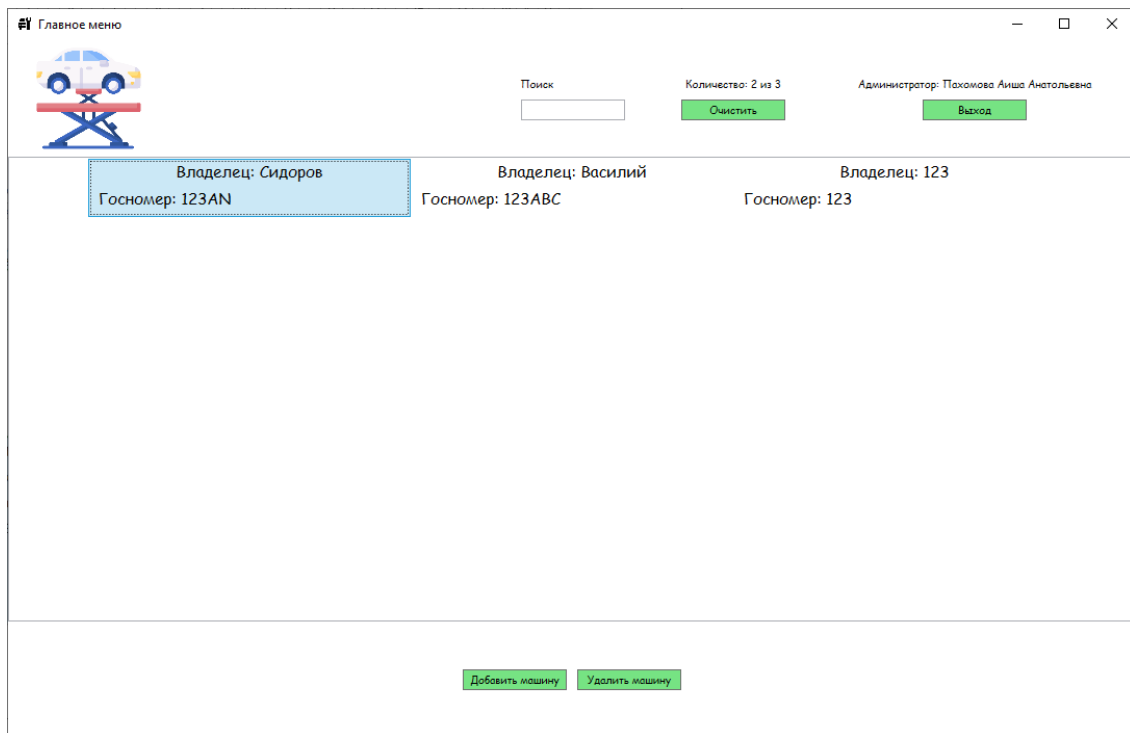 Главное меню
Поиск
Количество: 2 из 3
Администратор: Пахомова Аиша Анатольевна
Очистить
Выход
Владелец: Сидоров
Госномер: 123AN
Владелец: Василий
Госномер: 123ABC
Владелец: 123
Госномер: 123
Добавить машину
Удалить машину